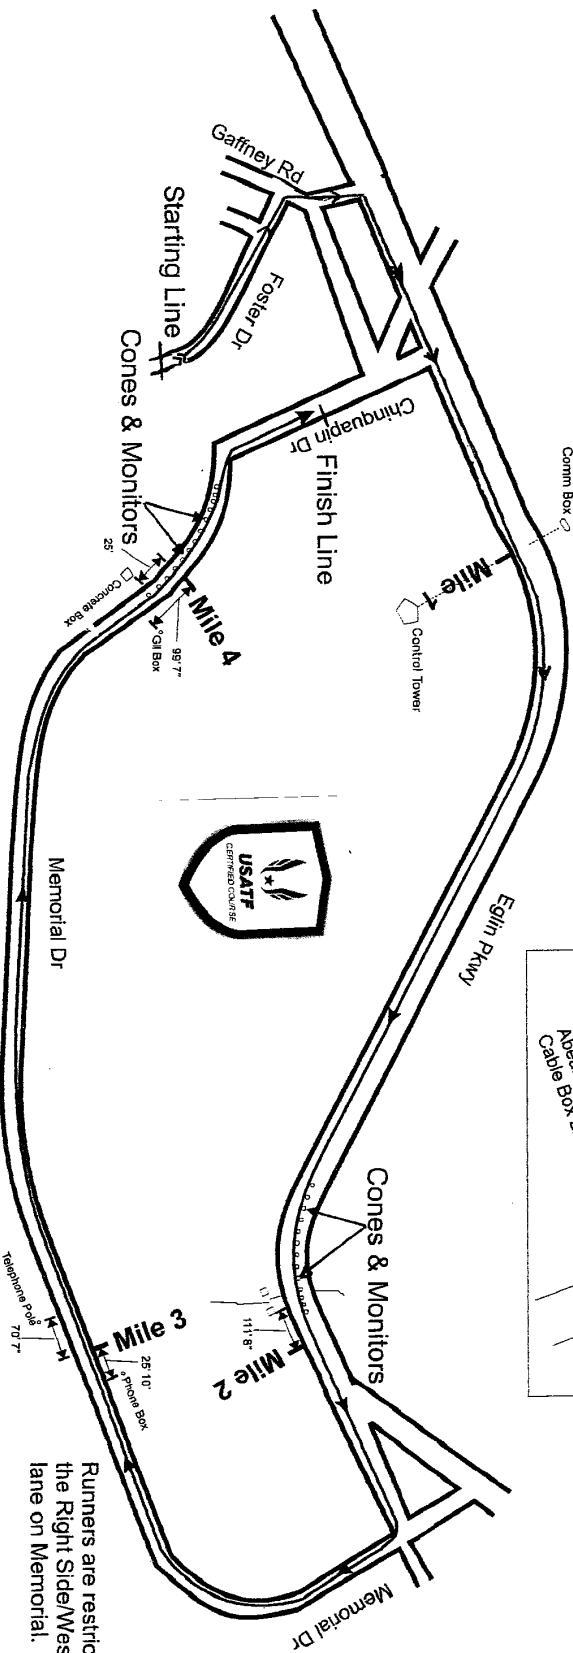 Gaffney Rd
Starting Line
Foster Dr
Cones & Monitors
Chinquapin Dr
Finish Line
Comm Box
Mile 1
Control Tower
25'
Concrete Box
Mile 4
Gil Box
99' 7"
USATF
CERTIFIED COURSE
Memorial Dr
Eglin Pkwy
Cable Box
Cones & Monitors
111'8"
Mile 2
Mile 3
Telephone Pole
70' 7"
25'10'
Phone Box
Memorial Dr
Runners are restric
the Right Side/Wes
lane on Memorial.